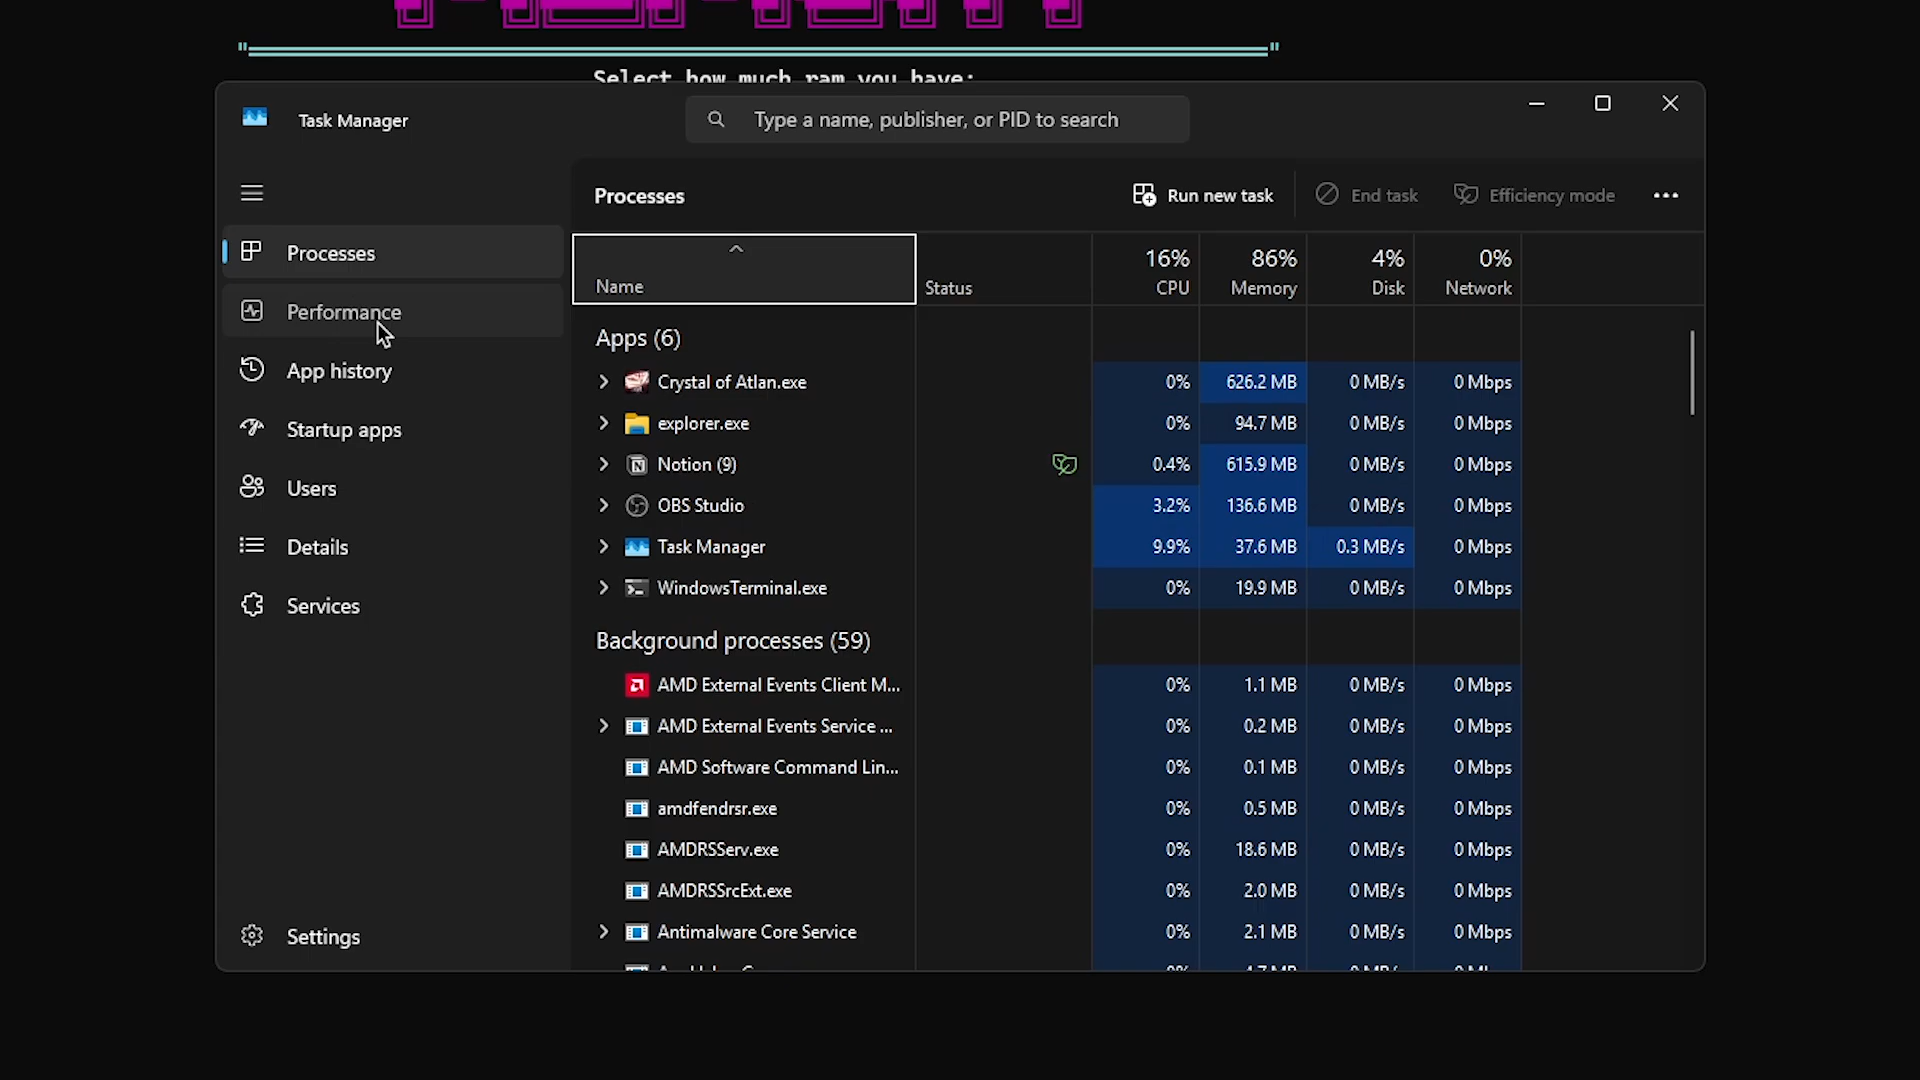 Select how much ram you have:
Task Manager
Type a name, publisher, or PID to search
Processes
Run new task
End task
Efficiency mode
Processes
Performance
App history
Startup apps
Users
Details
Services
Settings
16% 86% 4% 0%
Name Status CPU Memory Disk Network
Apps (6)
Crystal of Atlan.exe 0% 626.2 MB 0 MB/s 0 Mbps
explorer.exe 0% 94.7 MB 0 MB/s 0 Mbps
Notion (9) 0.4% 615.9 MB 0 MB/s 0 Mbps
OBS Studio 3.2% 136.6 MB 0 MB/s 0 Mbps
Task Manager 9.9% 37.6 MB 0.3 MB/s 0 Mbps
WindowsTerminal.exe 0% 19.9 MB 0 MB/s 0 Mbps
Background processes (59)
AMD External Events Client M... 0% 1.1 MB 0 MB/s 0 Mbps
AMD External Events Service ... 0% 0.2 MB 0 MB/s 0 Mbps
AMD Software Command Lin... 0% 0.1 MB 0 MB/s 0 Mbps
amdfendrsr.exe 0% 0.5 MB 0 MB/s 0 Mbps
AMDRSServ.exe 0% 18.6 MB 0 MB/s 0 Mbps
AMDRSSrcExt.exe 0% 2.0 MB 0 MB/s 0 Mbps
Antimalware Core Service 0% 2.1 MB 0 MB/s 0 Mbps